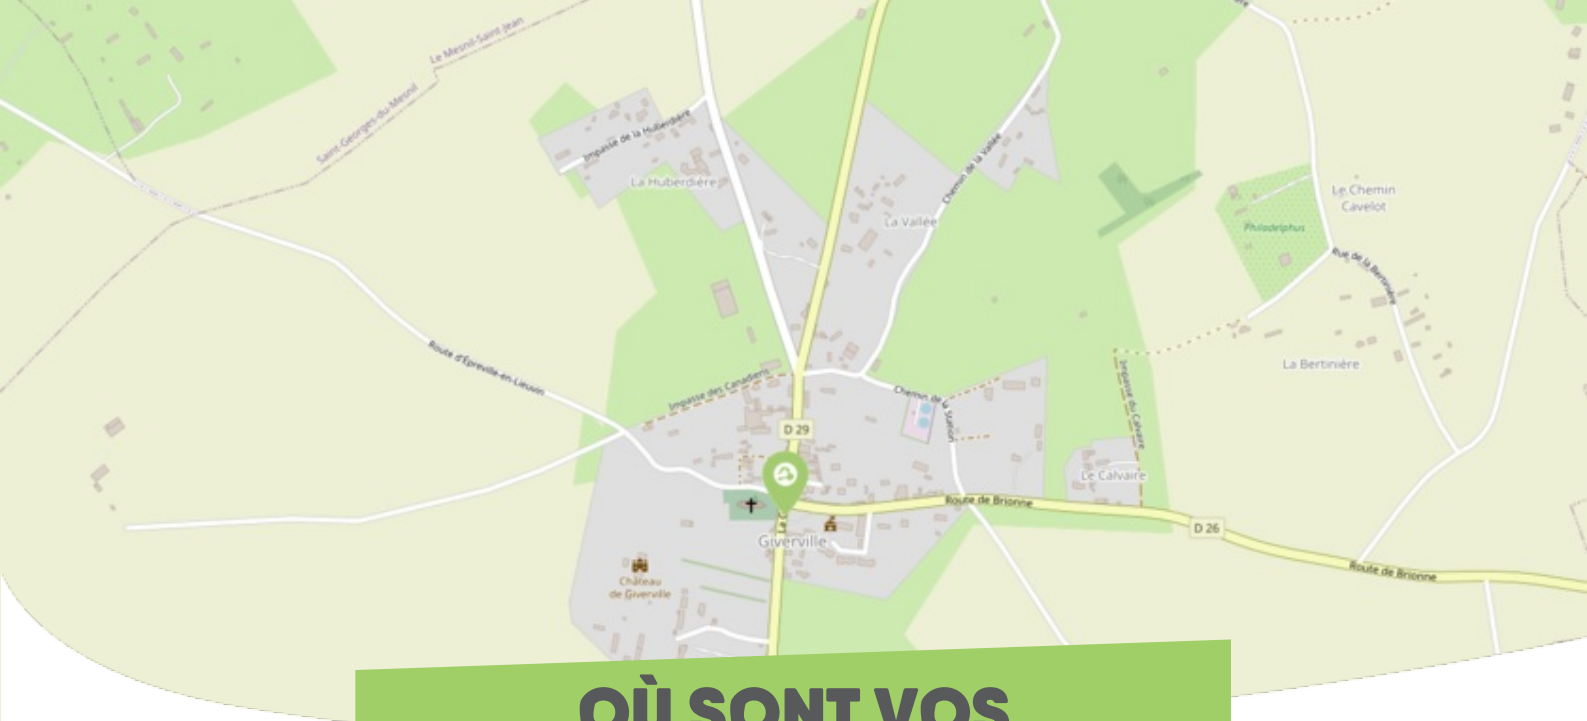 Le Mesnil-Saint-Jean
Saint-Georges-du-Mesnil
Impasse de la Huberdière
La Huberdière
Chemin de la Vallée
La Vallée
Le Chemin
Cavelot
Philadelphus
Rue de la Bertinière
La Bertinière
Route d'Épreville-en-Lieuvin
Impasse des Canadiens
Chemin de la Station
Impasse du Calvaire
D 29
Le Calvaire
Route de Brionne
D 26
Giverville
Route de Brionne
Château
de Giverville
OÙ SONT VOS